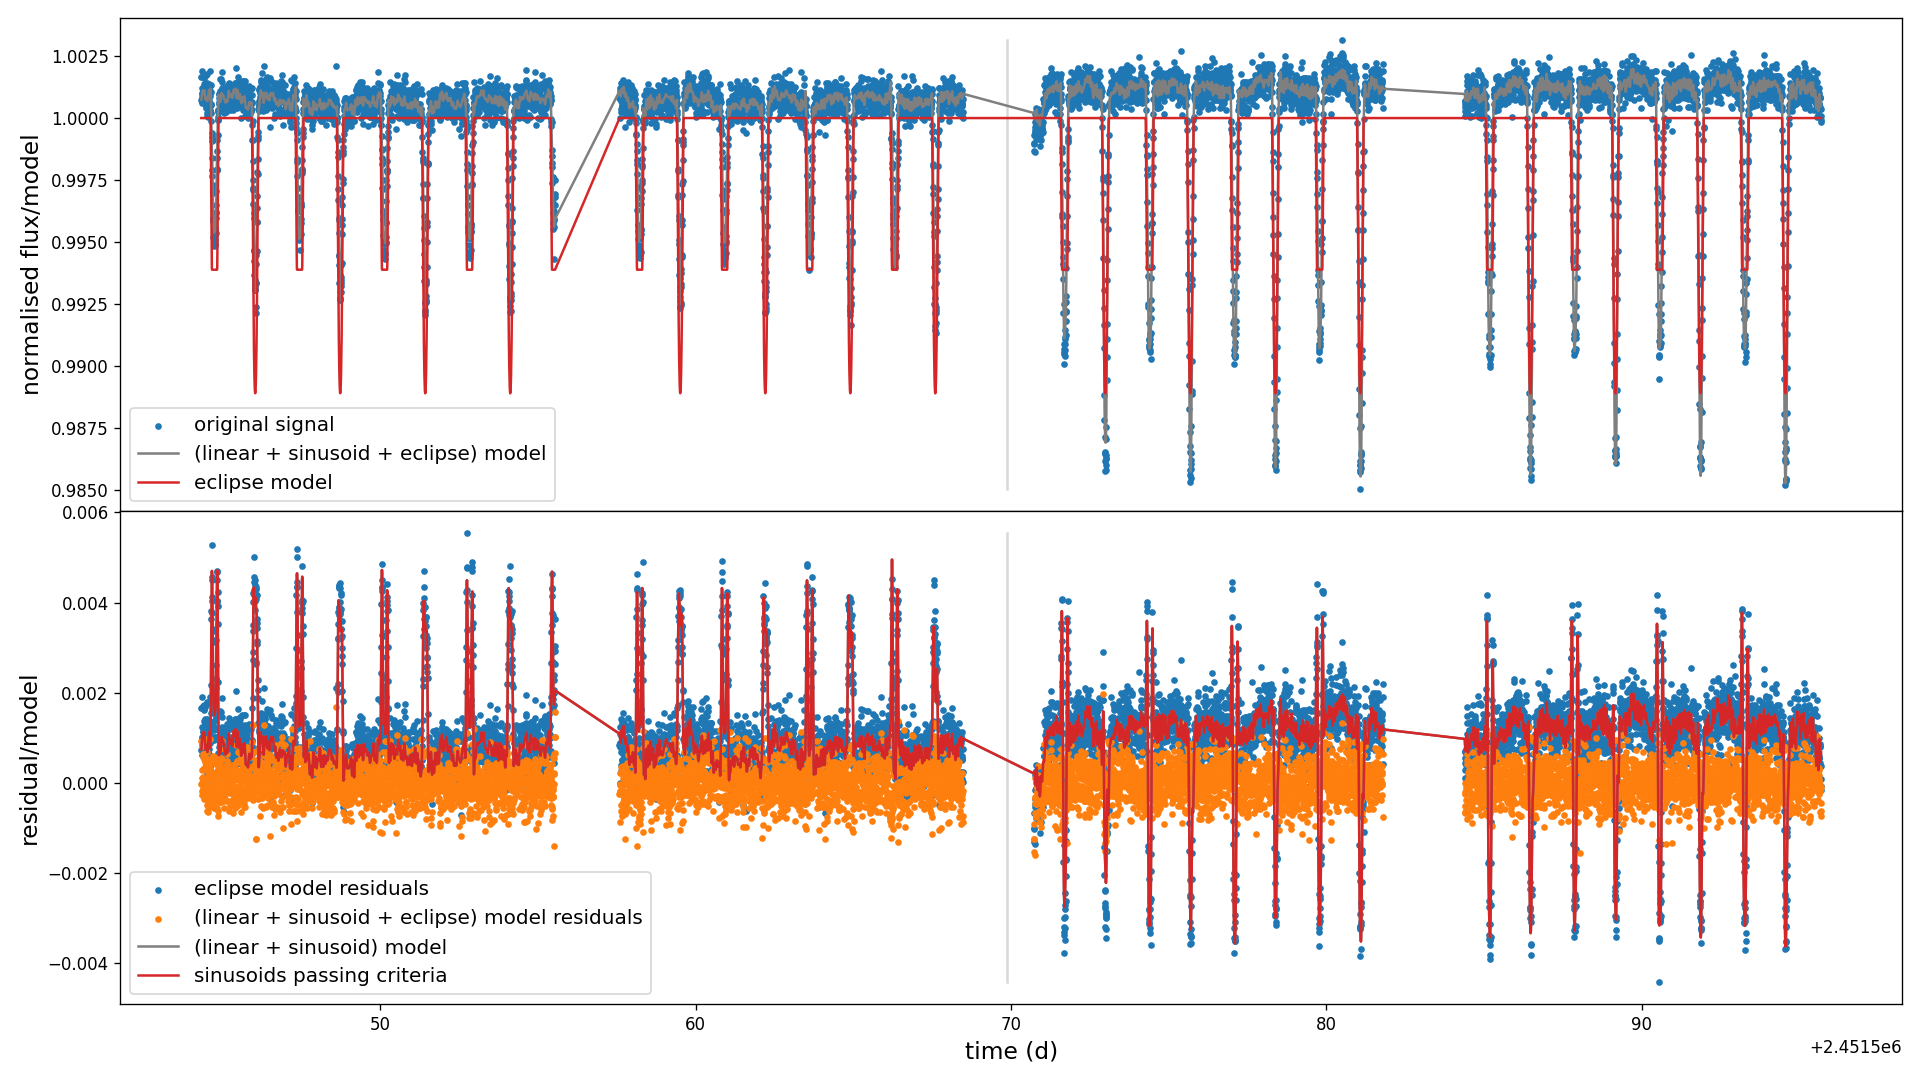 1.0025
1.0000
0.9975
0.9950
0.9925
0.9900
0.9875
0.9850
normalised flux/model
original signal
(linear + sinusoid + eclipse) model
eclipse model
0.006
0.004
0.002
0.000
−0.002
−0.004
residual/model
eclipse model residuals
(linear + sinusoid + eclipse) model residuals
(linear + sinusoid) model
sinusoids passing criteria
50 60 70 80 90
time (d)
+2.4515e6